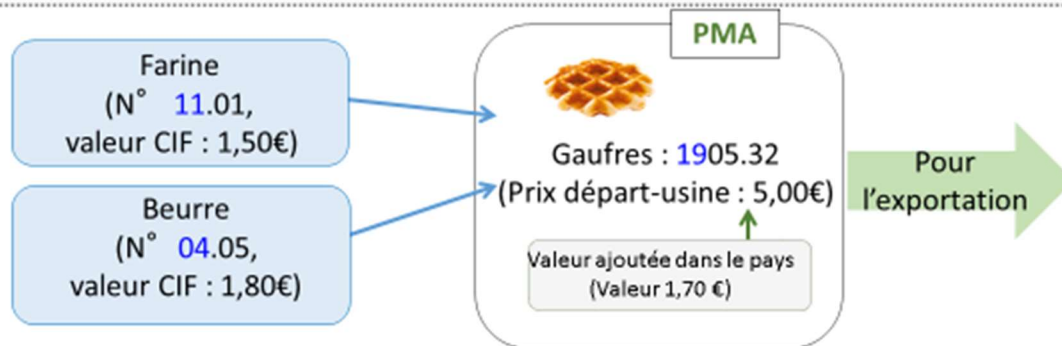 Farine
(N° 11.01,
valeur CIF : 1,50€)
Beurre
(N° 04.05,
valeur CIF : 1,80€)
PMA
Gaufres : 1905.32
(Prix départ-usine : 5,00€)
Valeur ajoutée dans le pays
(Valeur 1,70 €)
Pour
l'exportation